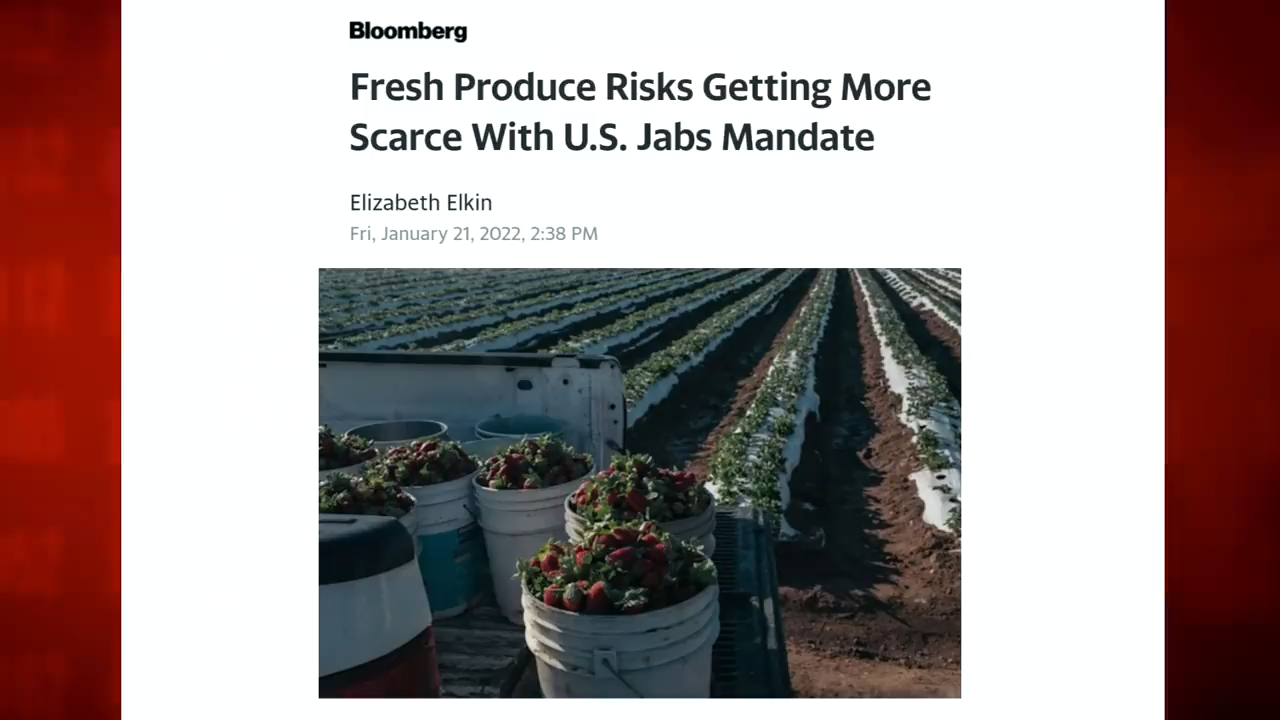 Bloomberg
Fresh Produce Risks Getting More
Scarce With U.S. Jabs Mandate
Elizabeth Elkin
Fri, January 21, 2022, 2:38 PM